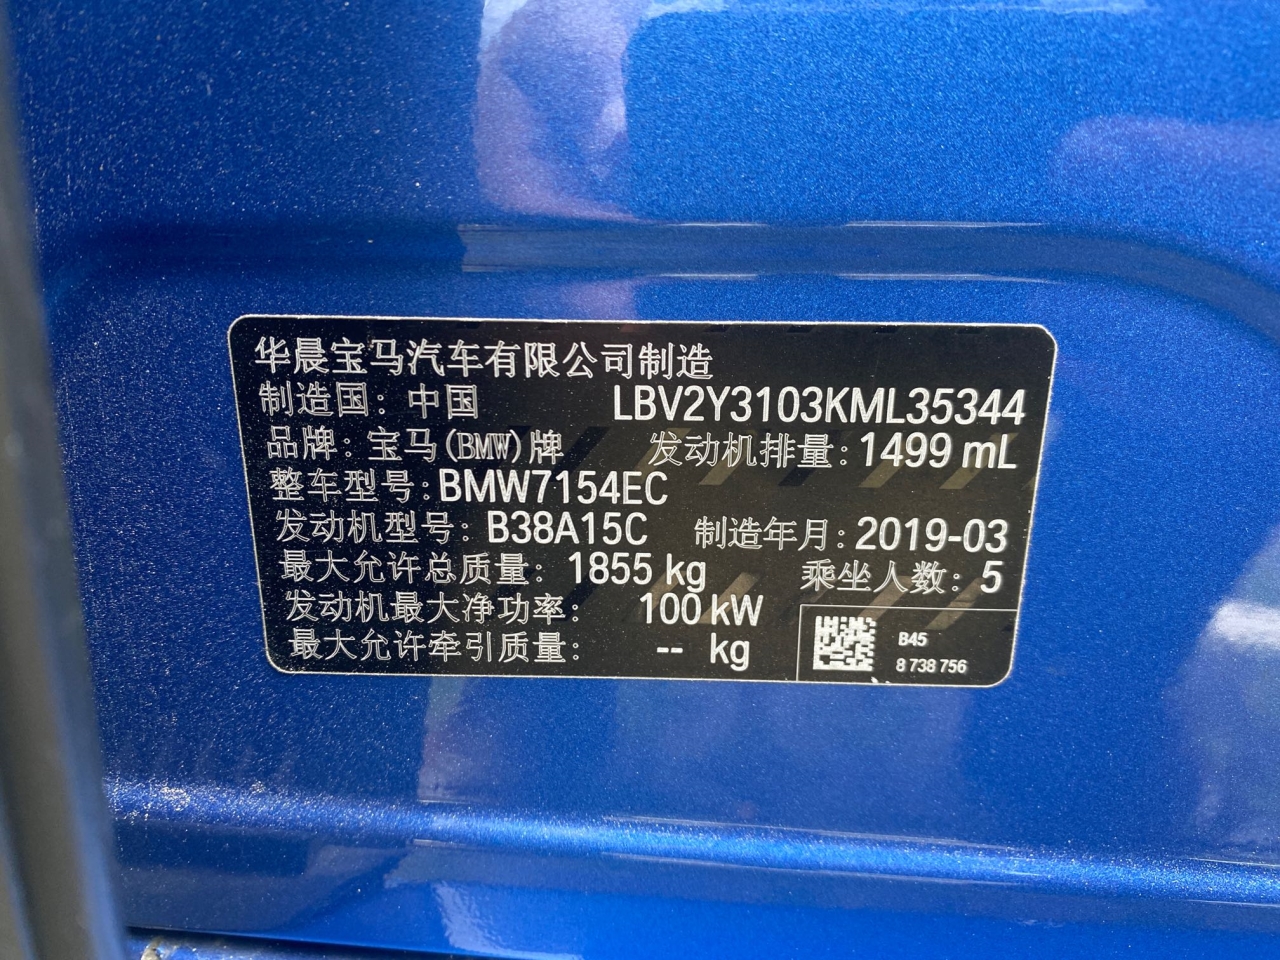 华晨宝马汽车有限公司制造
制造国：中国 LBV2Y3103KML35344
品牌：宝马(BMW)牌 发动机排量：1499 mL
整车型号：BMW7154EC
发动机型号：B38A15C 制造年月：2019-03
最大允许总质量：1855 kg 乘坐人数：5
发动机最大净功率：100 kW
最大允许牵引质量：-- kg
B45
8 738 756